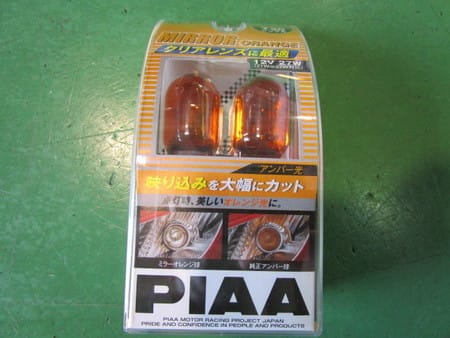 MIRROR ORANGE
クリアレンズに最適
12V 27W
アンバー光
映り込みを大幅にカット
点灯時、美しいオレンジ光に。
ミラーオレンジ球
純正アンバー球
PIAA
PIAA MOTOR RACING PROJECT JAPAN
PRIDE AND CONFIDENCE IN PEOPLE AND PRODUCTS